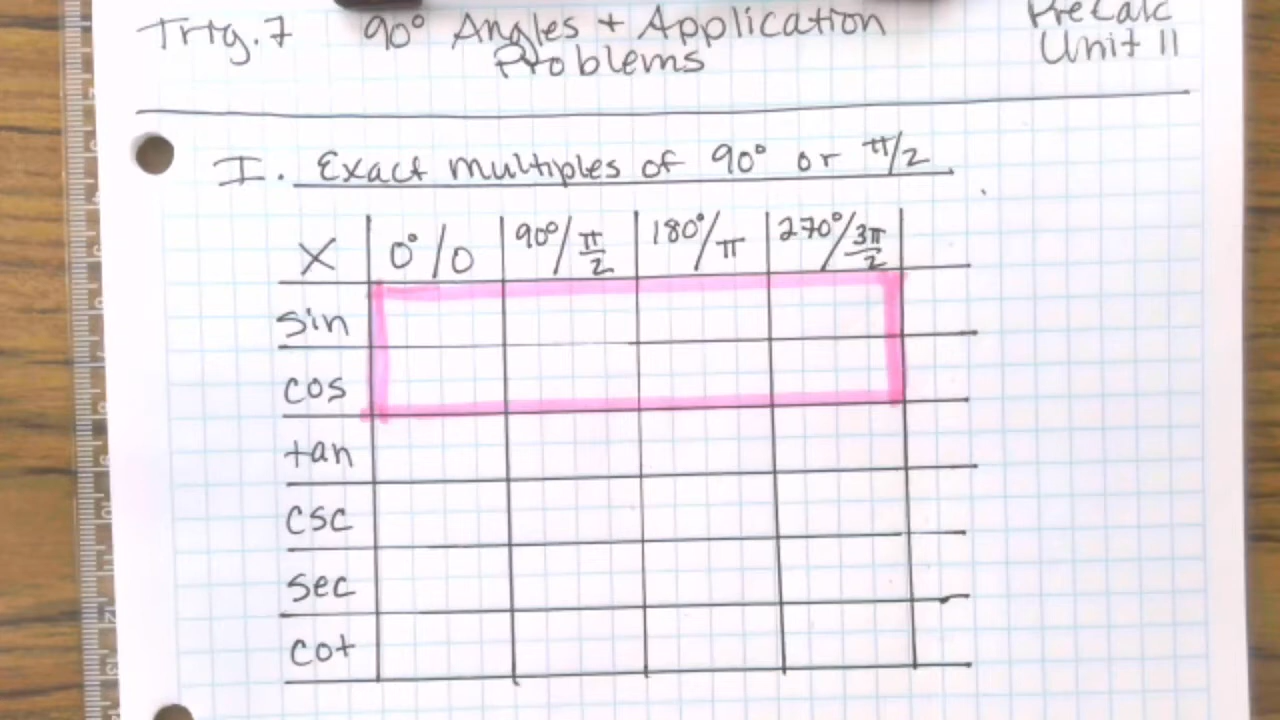 Trig.7 90° Angles + Application Problems
PreCalc
Unit 11
I. Exact multiples of 90° or π/2
X 0°/0 90°/π/2 180°/π 270°/3π/2
sin
cos
tan
csc
sec
cot